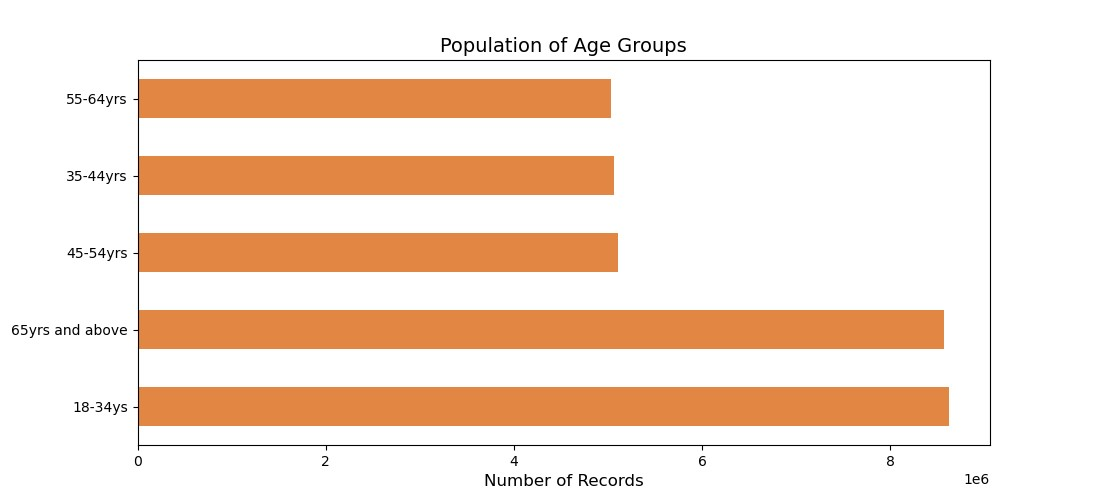 Population of Age Groups
55-64yrs
35-44yrs
45-54yrs
65yrs and above
18-34ys
0 2 4 6 8
1e6
Number of Records